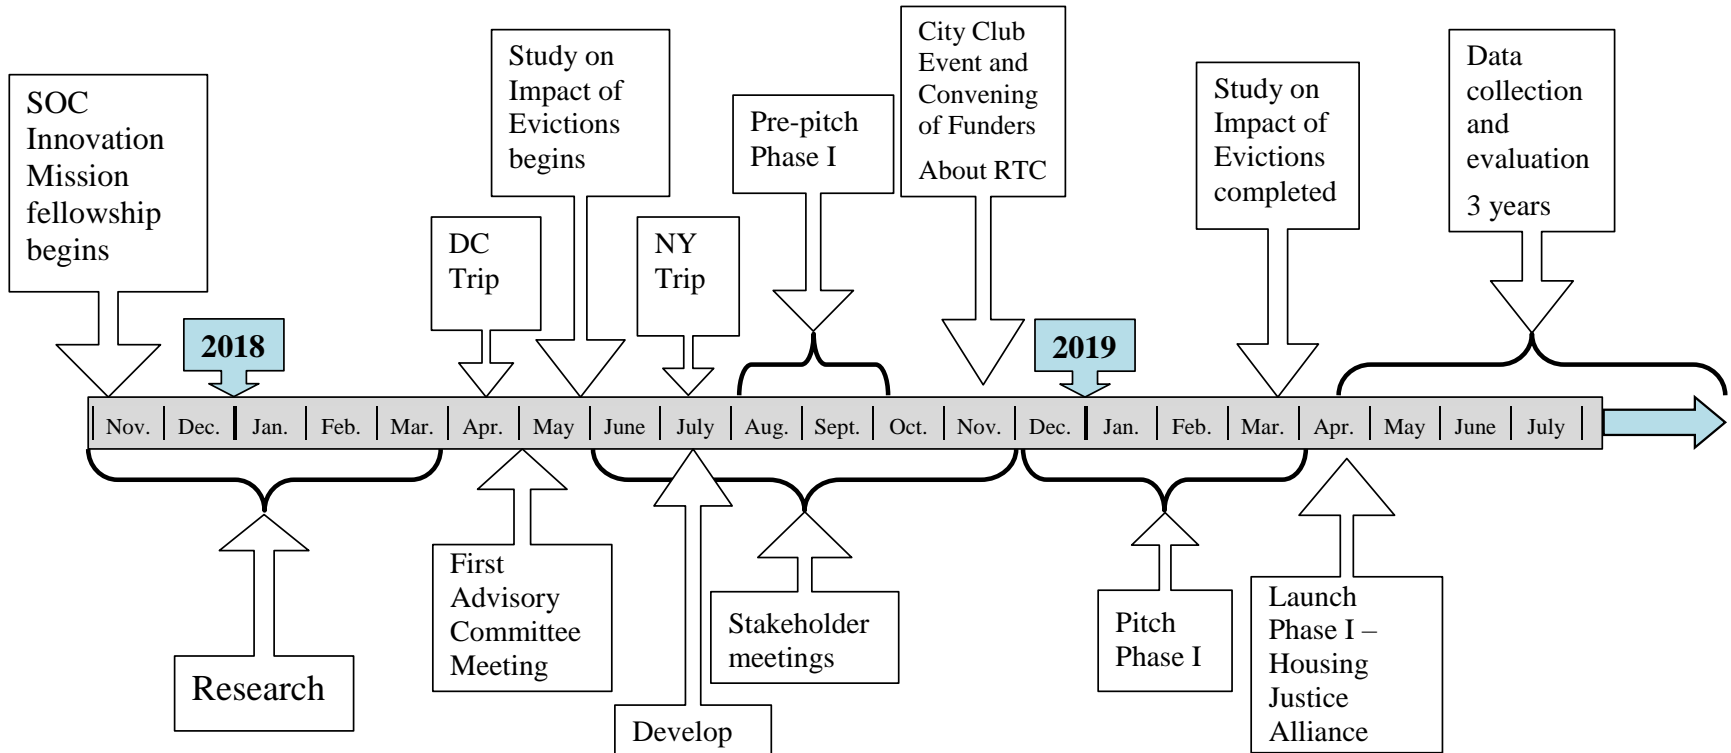 SOC
Innovation
Mission
fellowship
begins
2018
DC
Trip
Study on
Impact of
Evictions
begins
NY
Trip
Pre-pitch
Phase I
City Club
Event and
Convening
of Funders
About RTC
2019
Study on
Impact of
Evictions
completed
Data
collection
and
evaluation
3 years
Nov. Dec. Jan. Feb. Mar. Apr. May June July Aug. Sept. Oct. Nov. Dec. Jan. Feb. Mar. Apr. May June July
Research
First
Advisory
Committee
Meeting
Develop
Stakeholder
meetings
Pitch
Phase I
Launch
Phase I –
Housing
Justice
Alliance